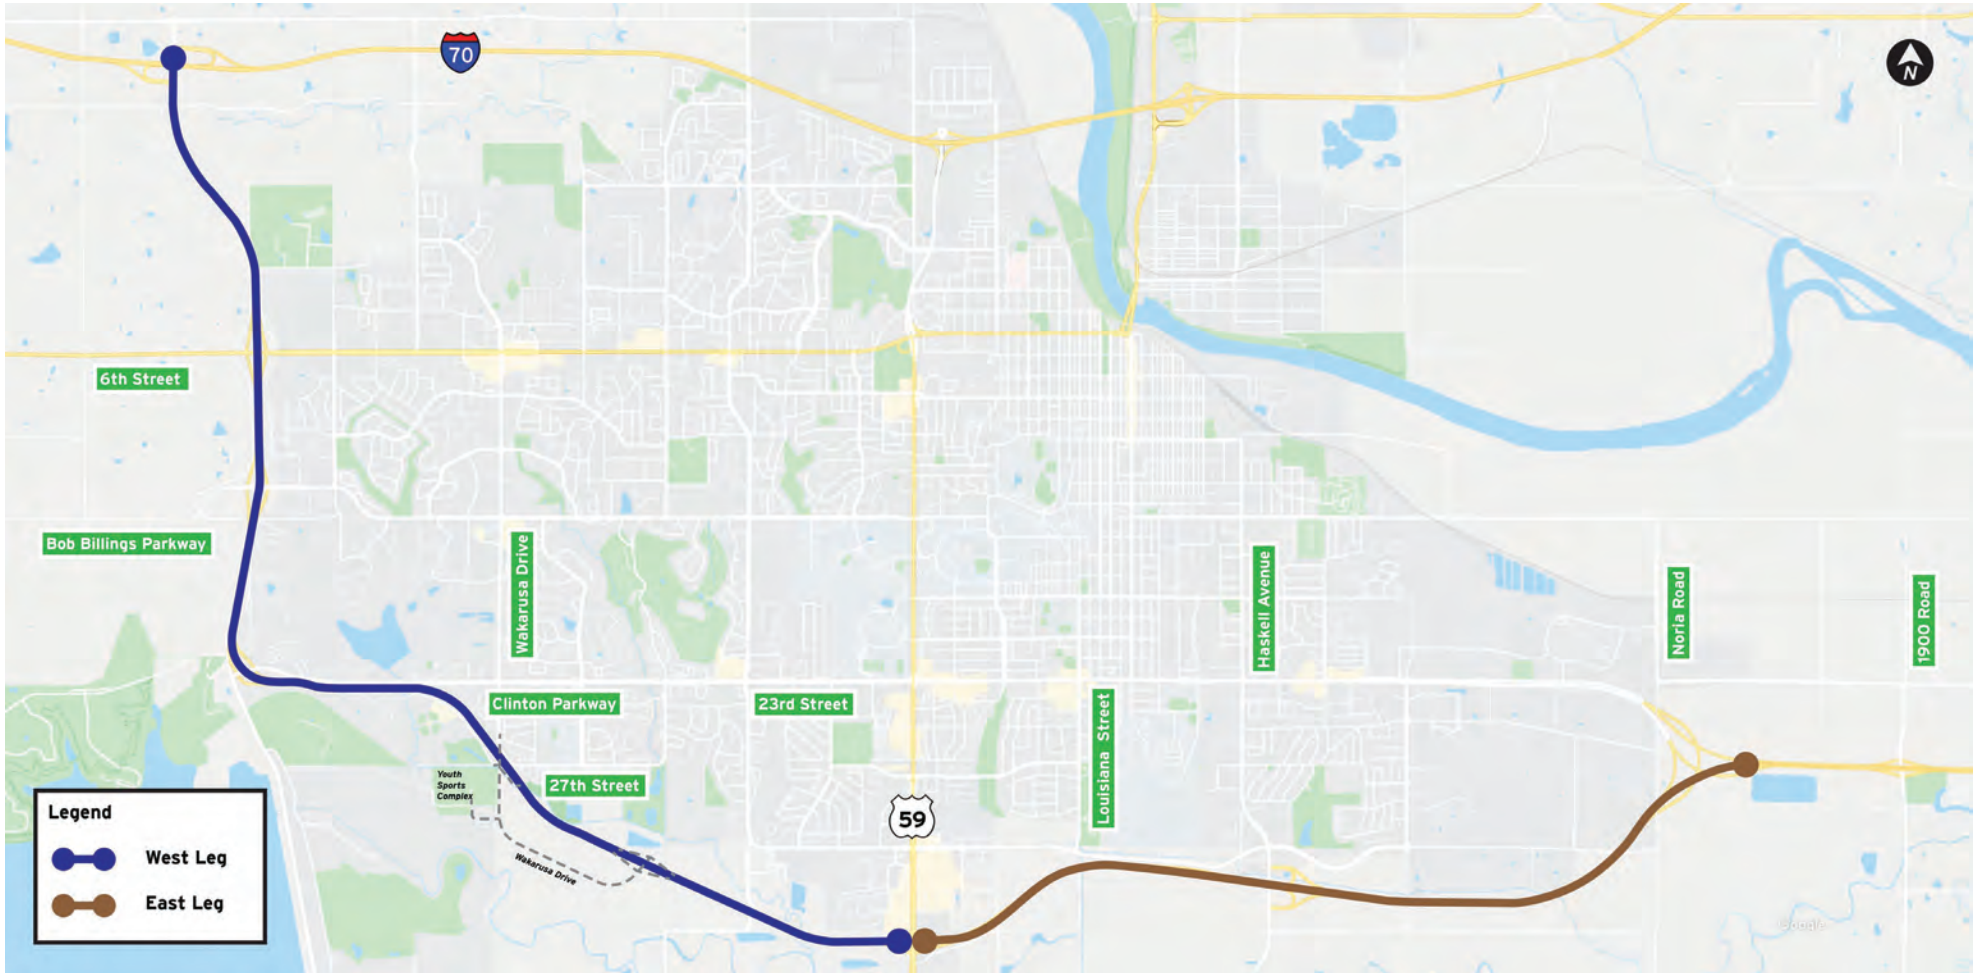 70
N
6th Street
Bob Billings Parkway
Wakarusa Drive
Haskell Avenue
Noria Road
1900 Road
Clinton Parkway
23rd Street
Louisiana Street
Youth
Sports
Complex
27th Street
59
Wakarusa Drive
Legend
West Leg
East Leg
Google